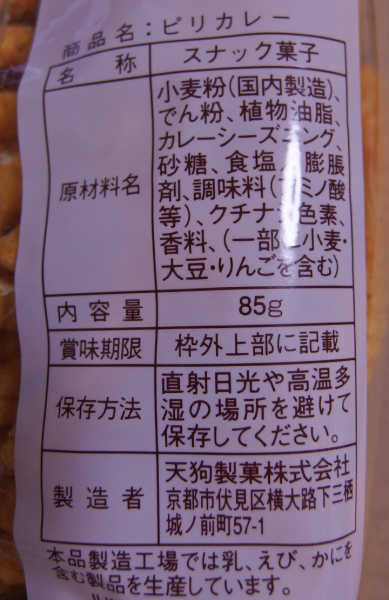 商品名:ピリカレー
名称 スナック菓子
原材料名
小麦粉(国内製造)、
でん粉、植物油脂、
カレーシーズニング、
砂糖、食塩、膨脹
剤、調味料(アミノ酸
等)、クチナシ色素、
香料、(一部に小麦・
大豆・りんごを含む)
内容量 85g
賞味期限 枠外上部に記載
保存方法
直射日光や高温多
湿の場所を避けて
保存してください。
製造者
天狗製菓株式会社
京都市伏見区横大路下三栖
城ノ前町57-1
本品製造工場では乳、えび、かにを
含む製品を生産しています。